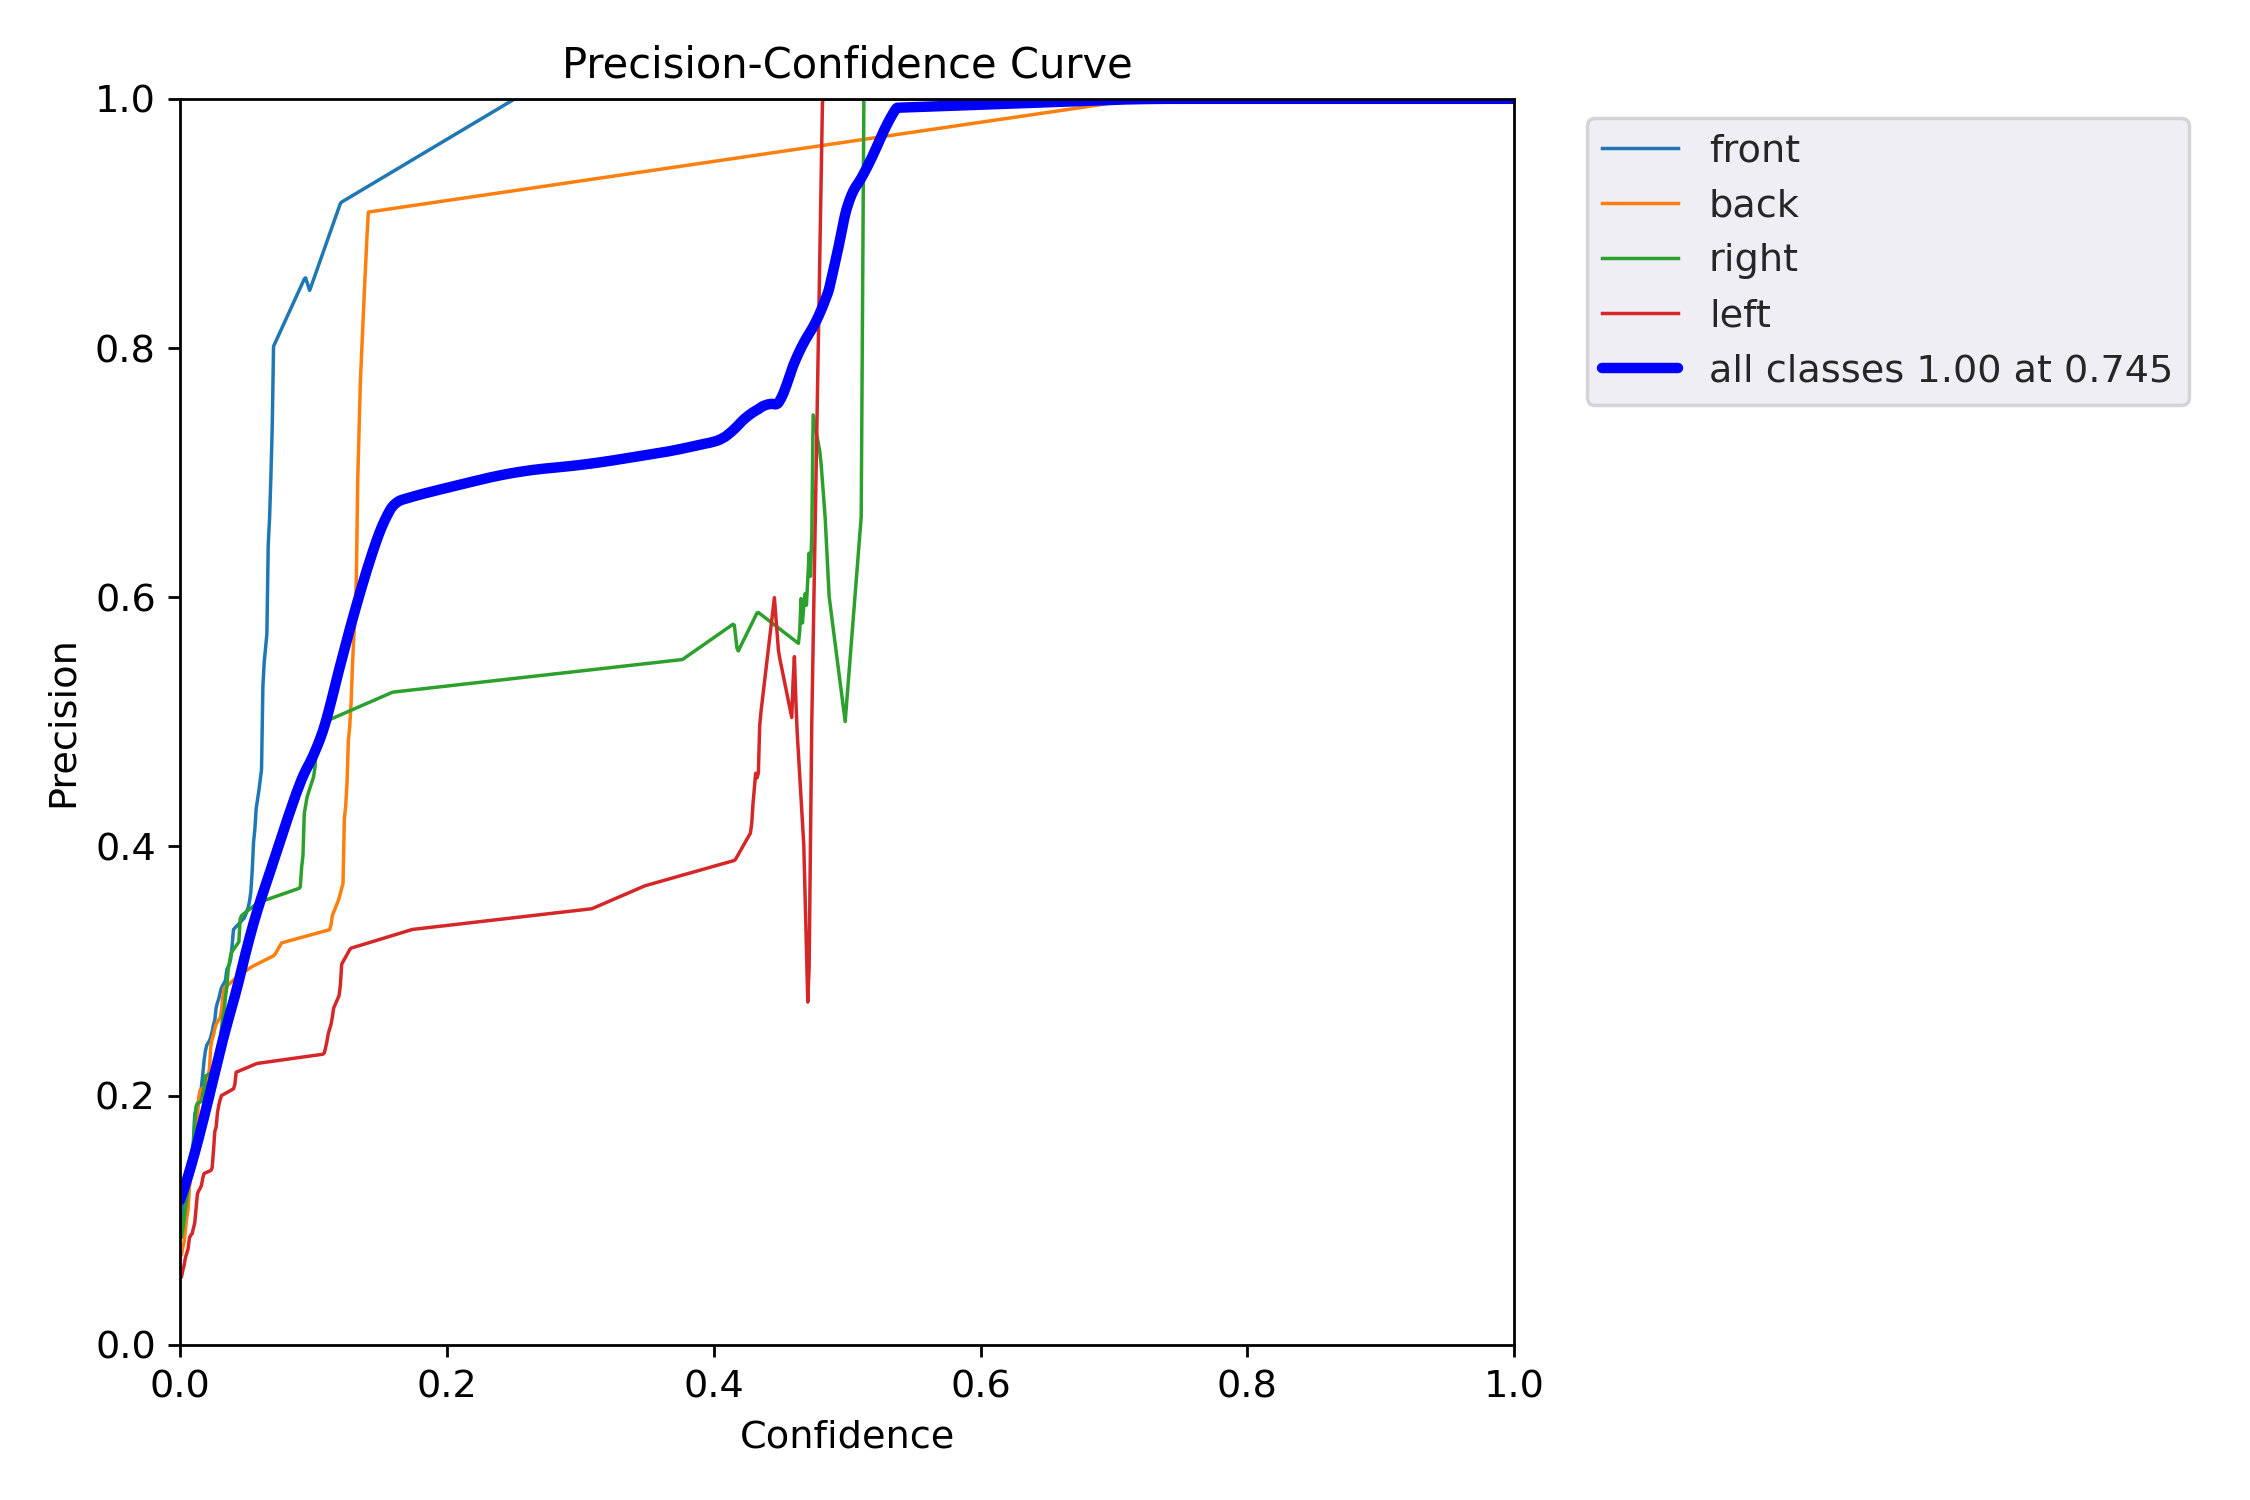 Precision-Confidence Curve
1.0
0.8
0.6
0.4
0.2
0.0
Precision
0.0 0.2 0.4 0.6 0.8 1.0
Confidence
front
back
right
left
all classes 1.00 at 0.745